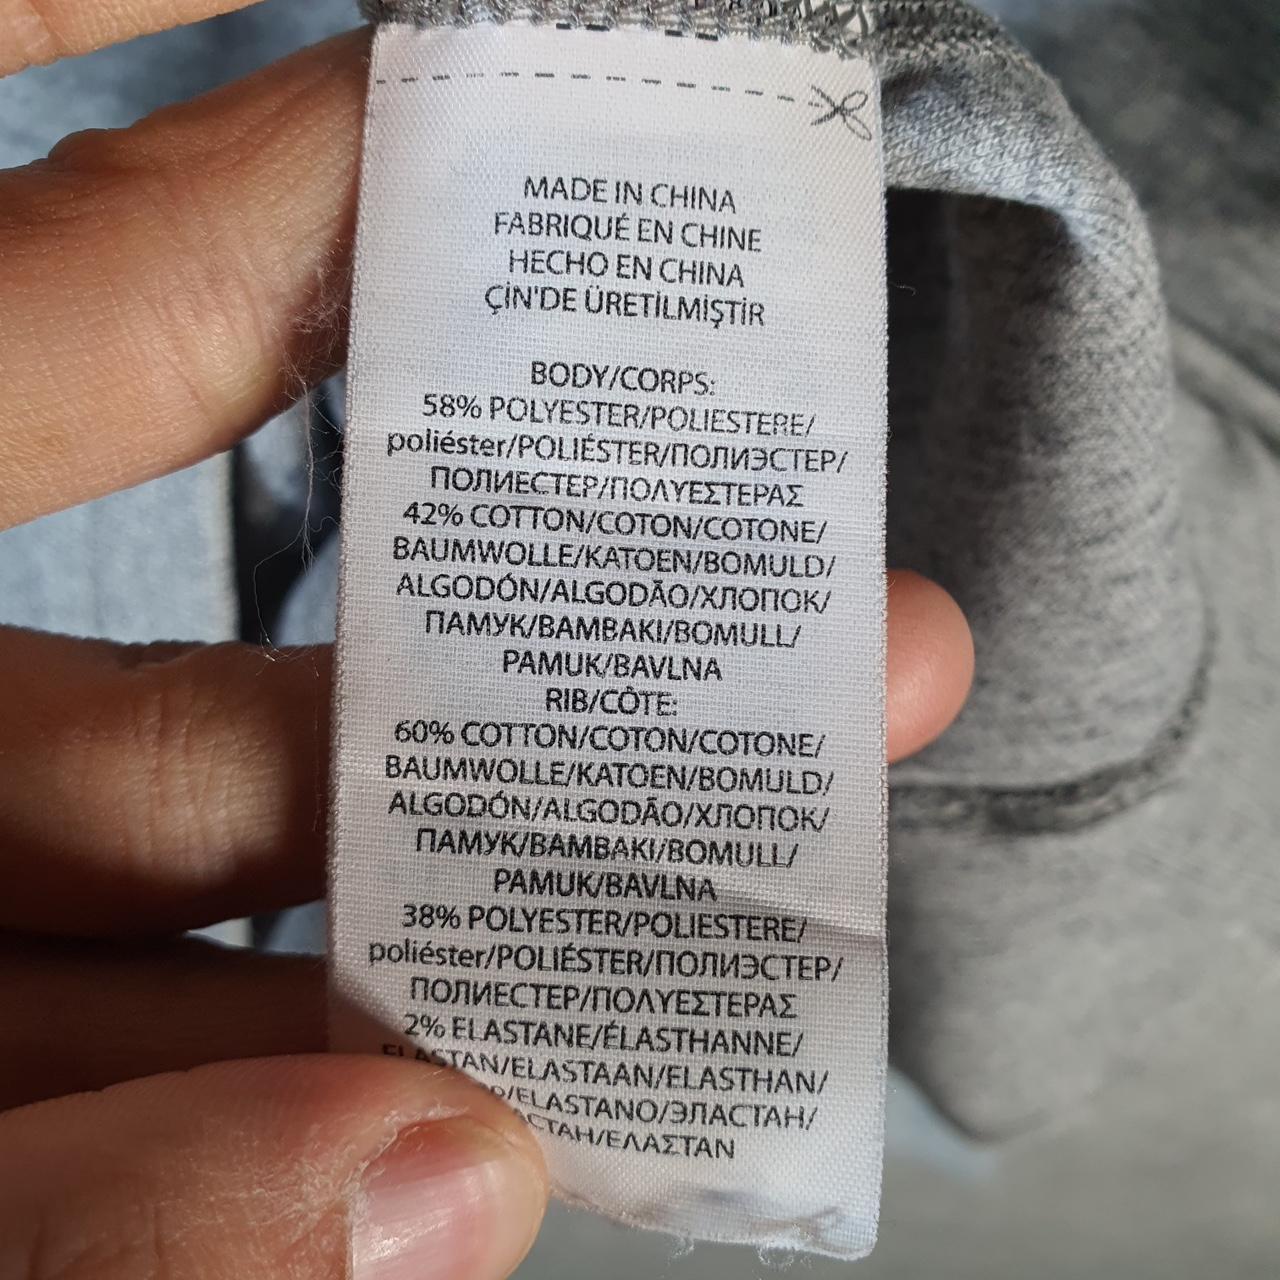 MADE IN CHINA
FABRIQUÉ EN CHINE
HECHO EN CHINA
ÇİN'DE ÜRETİLMİŞTİR
BODY/CORPS:
58% POLYESTER/POLIESTERE/
poliéster/POLIÉSTER/ПОЛИЭСТЕР/
ПОЛИЕСТЕР/ΠΟΛΥΕΣΤΕΡΑΣ
42% COTTON/COTON/COTONE/
BAUMWOLLE/KATOEN/BOMULD/
ALGODÓN/ALGODÃO/ХЛОПОК/
ПАМУК/BAMBAKI/BOMULL/
PAMUK/BAVLNA
RIB/CÔTE:
60% COTTON/COTON/COTONE/
BAUMWOLLE/KATOEN/BOMULD/
ALGODÓN/ALGODÃO/ХЛОПОК/
ПАМУК/BAMBAKI/BOMULL/
PAMUK/BAVLNA
38% POLYESTER/POLIESTERE/
poliéster/POLIÉSTER/ПОЛИЭСТЕР/
ПОЛИЕСТЕР/ΠΟΛΥΕΣΤΕΡΑΣ
2% ELASTANE/ÉLASTHANNE/
ELASTAN/ELASTAAN/ELASTHAN/
/ELASTANO/ЭЛАСТАН/
/ΕΛΑΣΤΑΝ